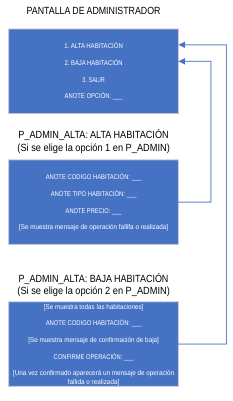 PANTALLA DE ADMINISTRADOR
1. ALTA HABITACIÓN
2. BAJA HABITACIÓN
3. SALIR
ANOTE OPCIÓN: ___
P_ADMIN_ALTA: ALTA HABITACIÓN
(Si se elige la opción 1 en P_ADMIN)
ANOTE CODIGO HABITACIÓN: ___
ANOTE TIPO HABITACIÓN: ___
ANOTE PRECIO: ___
[Se muestra mensaje de operación fallifa o realizada]
P_ADMIN_ALTA: BAJA HABITACIÓN
(Si se elige la opción 2 en P_ADMIN)
[Se muestra todas las habitaciones]
ANOTE CODIGO HABITACIÓN: ___
[Se muestra mensaje de confirmación de baja]
CONFIRME OPERACIÓN: ___
[Una vez confirmado aparecerá un mensaje de operación
fallida o realizada]